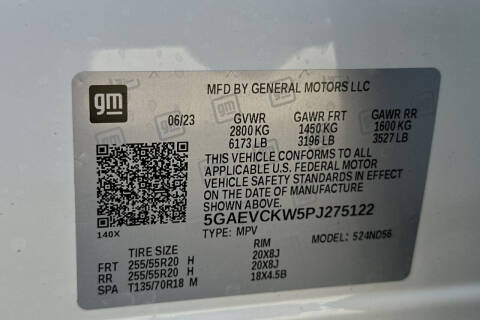 gm
MFD BY GENERAL MOTORS LLC
06/23 GVWR GAWR FRT GAWR RR
2800 KG 1450 KG 1600 KG
6173 LB 3196 LB 3527 LB
THIS VEHICLE CONFORMS TO ALL
APPLICABLE U.S. FEDERAL MOTOR
VEHICLE SAFETY STANDARDS IN EFFECT
ON THE DATE OF MANUFACTURE
SHOWN ABOVE.
5GAEVCKW5PJ275122
140X TYPE: MPV MODEL: 524ND56
TIRE SIZE RIM
FRT 255/55R20 H 20X8J
RR 255/55R20 H 20X8J
SPA T135/70R18 M 18X4.5B